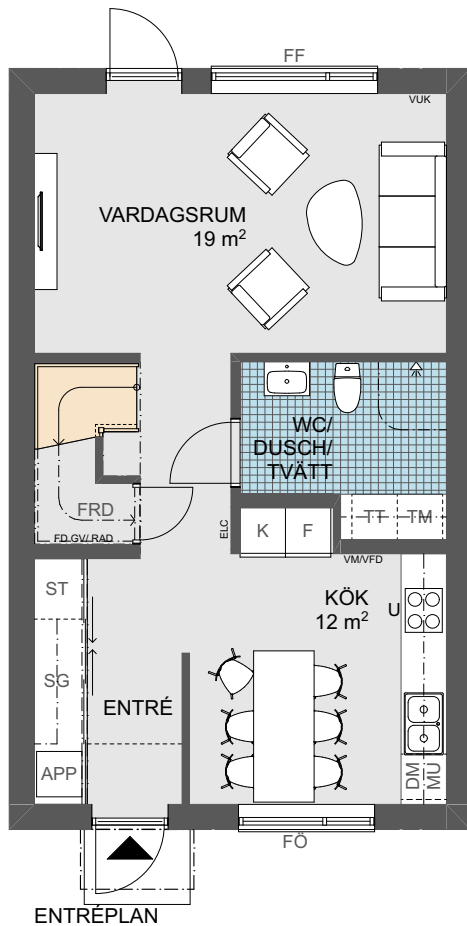 FF
VUK
VARDAGSRUM
19 m²
WC/
DUSCH/
TVÄTT
FRD
FD GV/ RAD
ELC
K
F
TT
TM
VM/VFD
ST
KÖK
12 m²
U
SG
ENTRÉ
APP
DM
MU
FÖ
ENTRÉPLAN